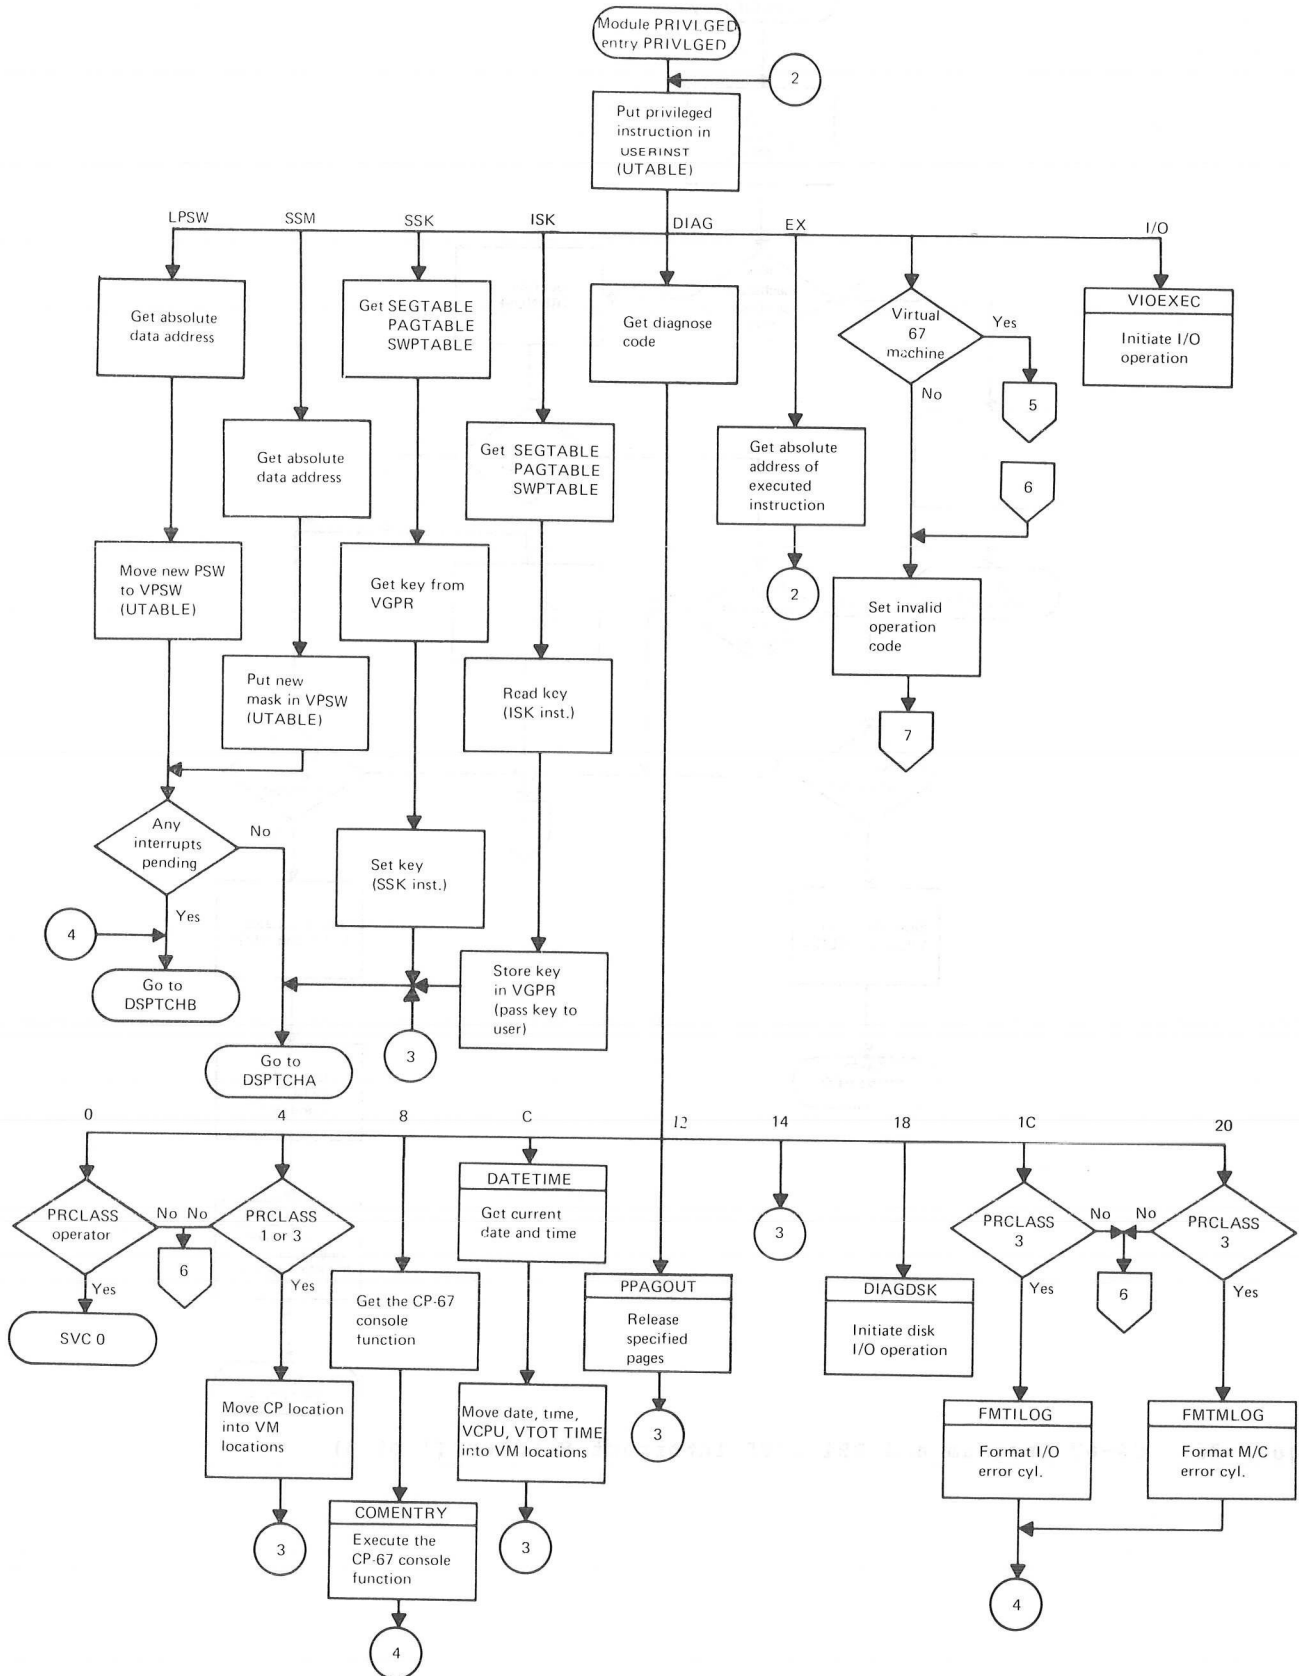 Module PRIVLGED
entry PRIVLGED
2
Put privileged
instruction in
USERINST
(UTABLE)
LPSW
SSM
SSK
ISK
DIAG
EX
I/O
Get absolute
data address
Get SEGTABLE
PAGTABLE
SWPTABLE
Get diagnose
code
Virtual
67
machine
Yes
No
VIOEXEC
Initiate I/O
operation
5
Get absolute
data address
Get SEGTABLE
PAGTABLE
SWPTABLE
Get absolute
address of
executed
instruction
6
Move new PSW
to VPSW
(UTABLE)
Get key from
VGPR
2
Set invalid
operation
code
Put new
mask in VPSW
(UTABLE)
Read key
(ISK inst.)
7
Any
interrupts
pending
No
Yes
Set key
(SSK inst.)
4
Go to
DSPTCHB
Store key
in VGPR
(pass key to
user)
3
Go to
DSPTCHA
0
4
8
C
12
14
18
1C
20
PRCLASS
operator
No
No
PRCLASS
1 or 3
DATETIME
Get current
date and time
3
PRCLASS
3
No
No
PRCLASS
3
Yes
6
Yes
Get the CP-67
console
function
PPAGOUT
Release
specified
pages
DIAGDSK
Initiate disk
I/O operation
Yes
6
Yes
SVC 0
Move CP location
into VM
locations
Move date, time,
VCPU, VTOT TIME
into VM locations
3
FMTILOG
Format I/O
error cyl.
FMTMLOG
Format M/C
error cyl.
3
COMENTRY
Execute the
CP-67 console
function
3
4
4